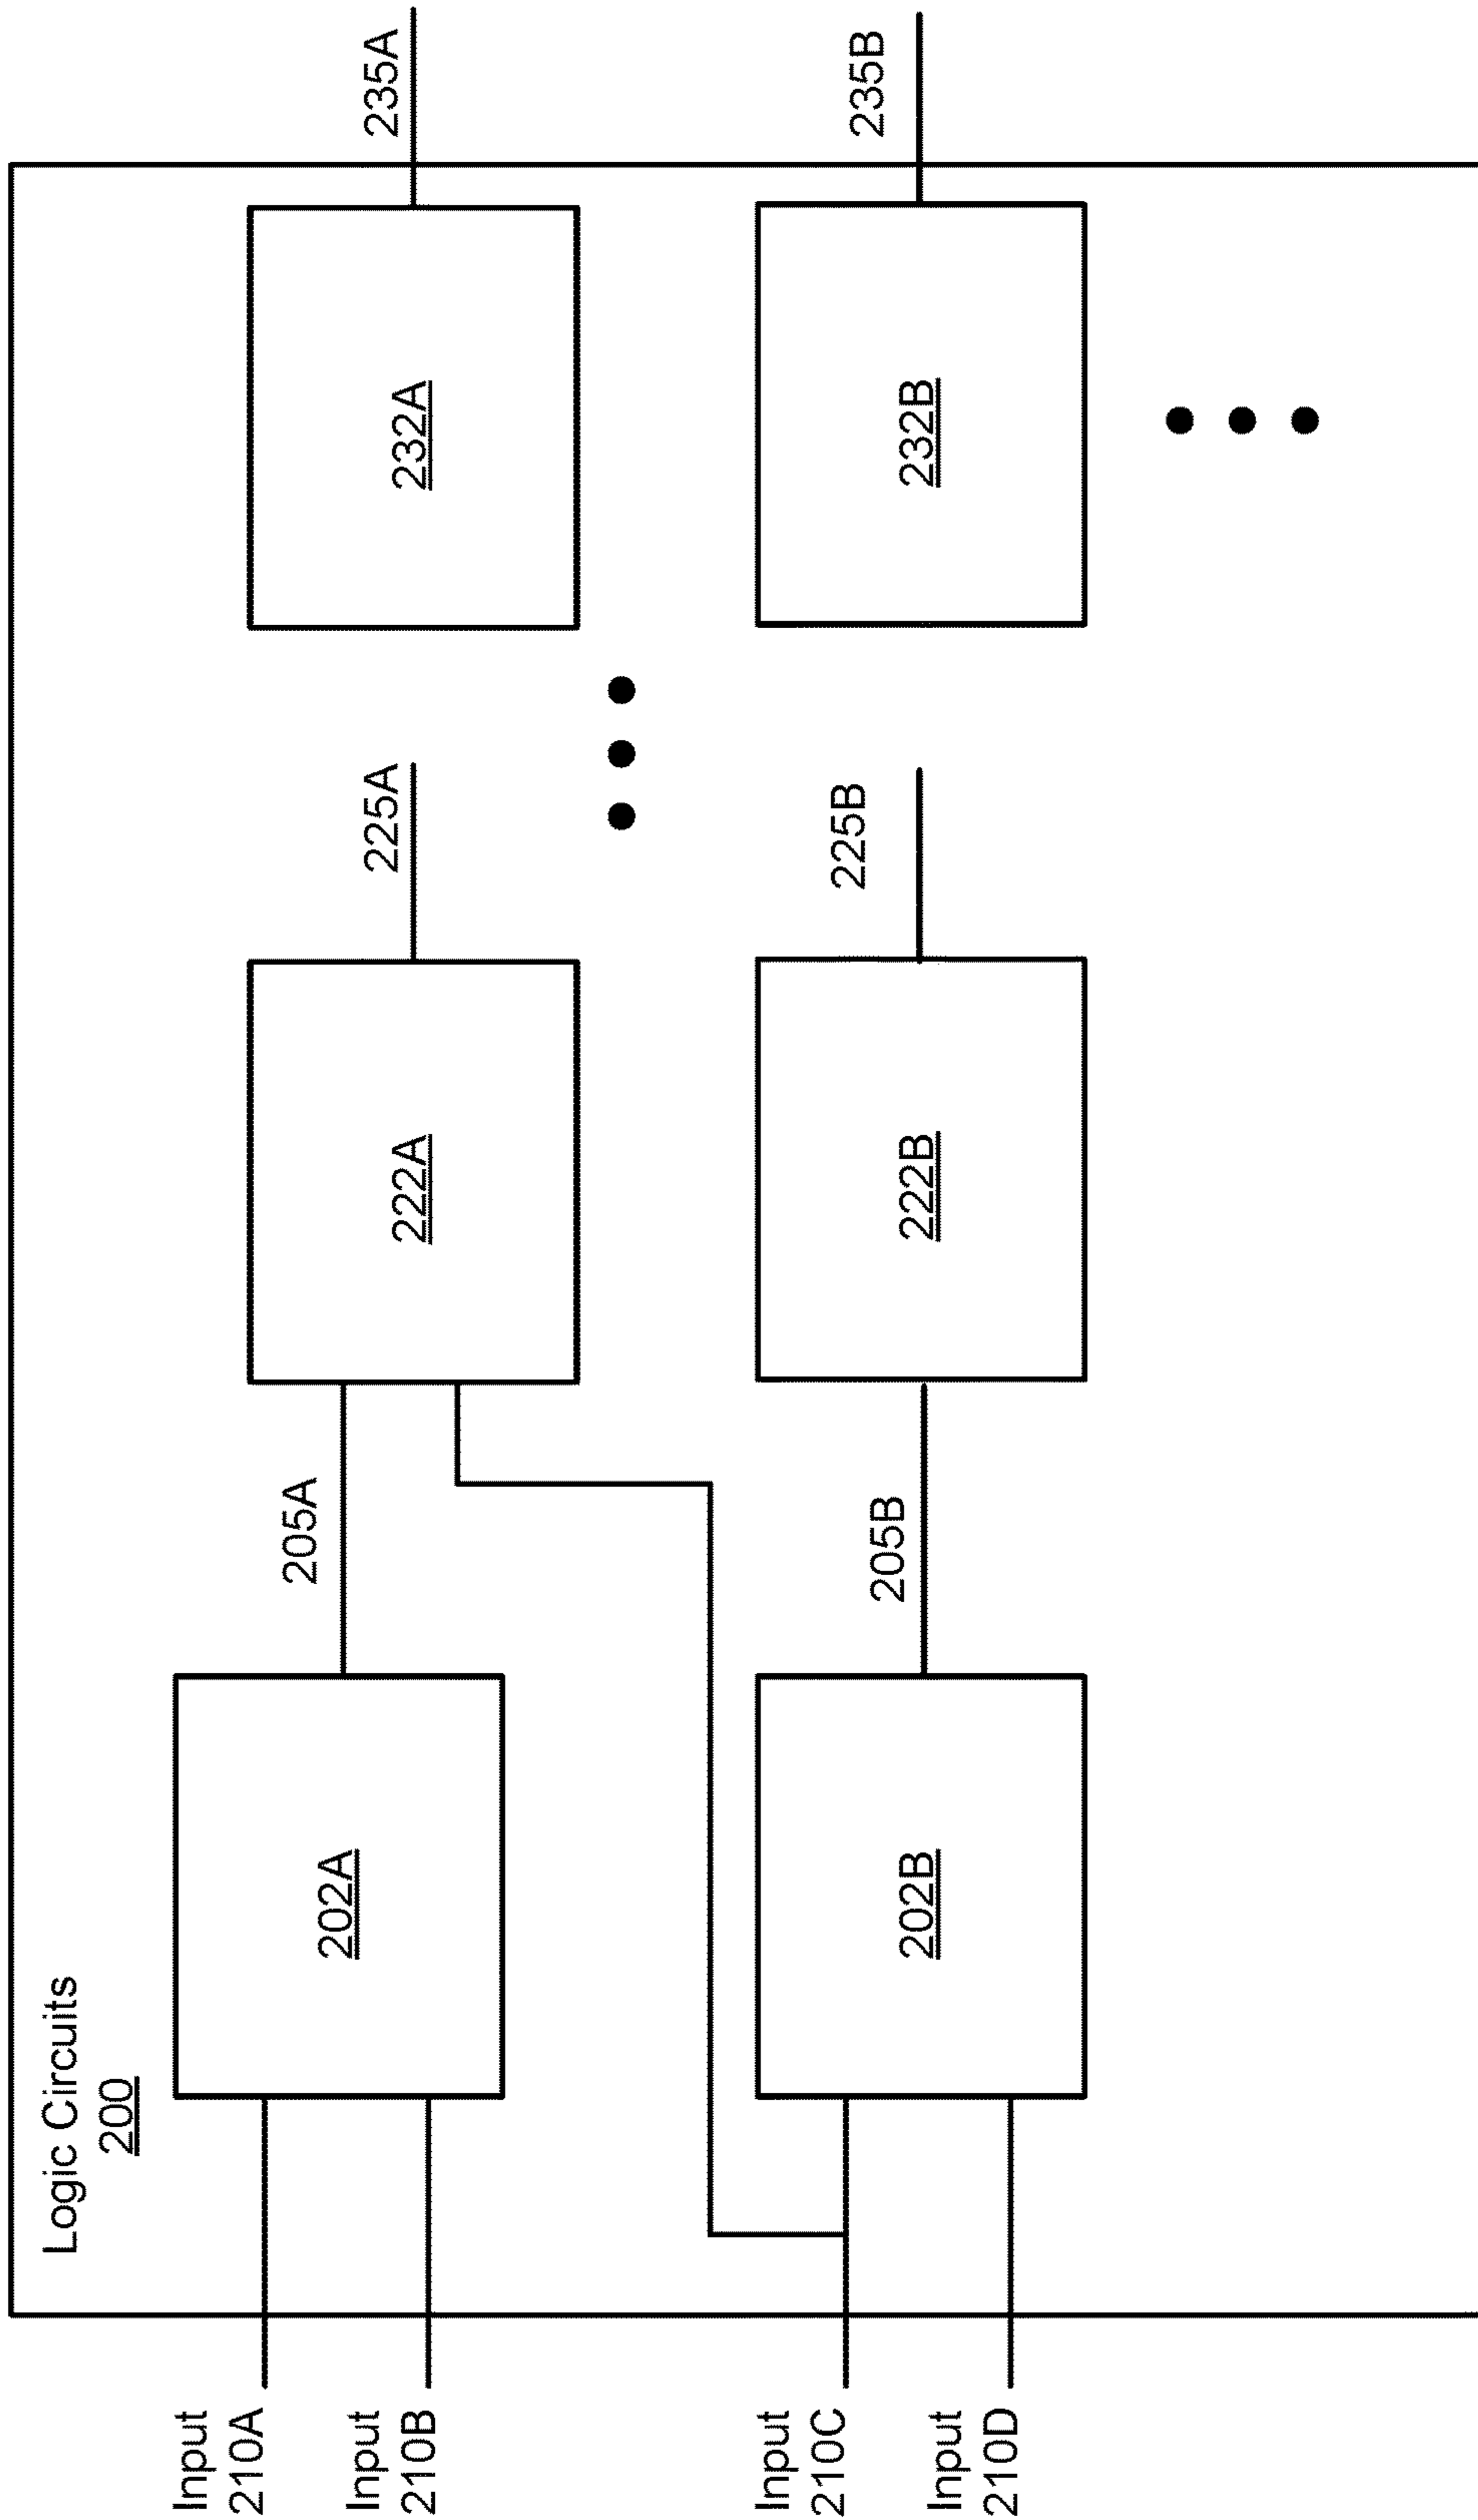 Logic Circuits
200
Input
210A
Input
210B
202A
205A
222A
225A
232A
235A
Input
210C
Input
210D
202B
205B
222B
225B
232B
235B